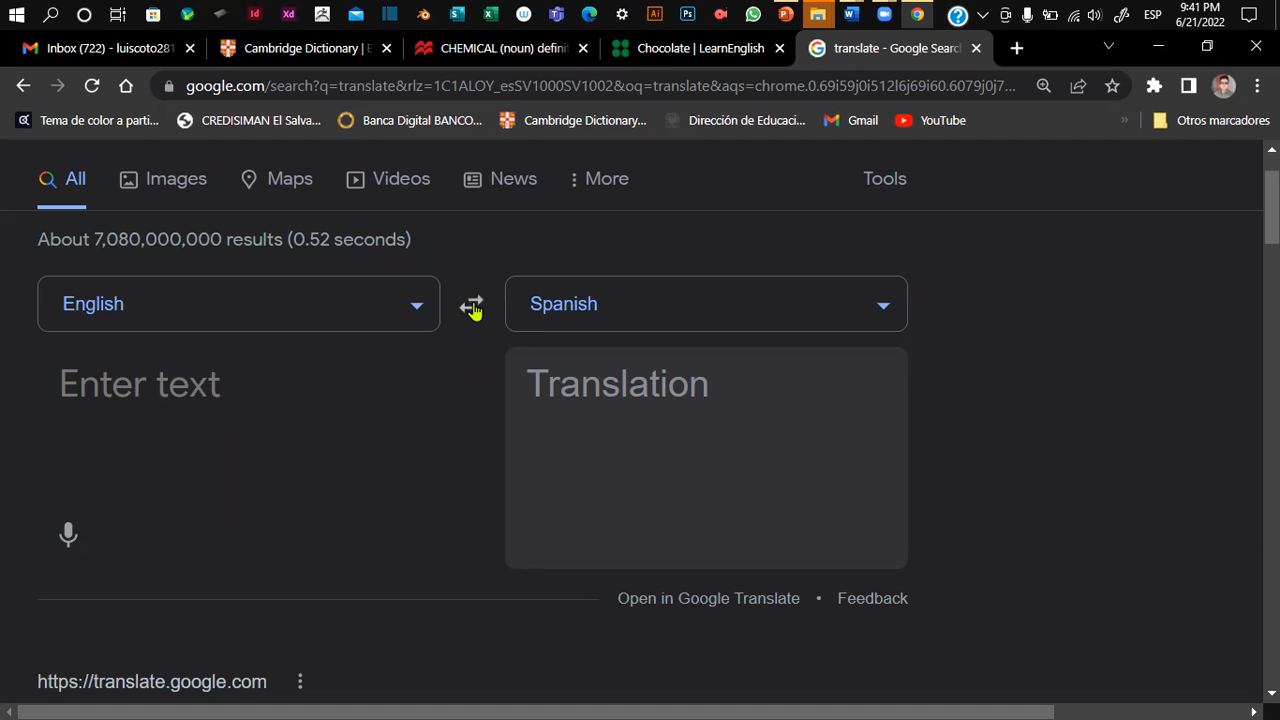 ESP
9:41 PM
6/21/2022
Inbox (722) - luiscoto281
Cambridge Dictionary | E
CHEMICAL (noun) defini
Chocolate | LearnEnglish
translate - Google Search
google.com/search?q=translate&rlz=1C1ALOY_esSV1000SV1002&oq=translate&aqs=chrome.0.69i59j0i512l6j69i60.6079j0j7...
Tema de color a parti...
CREDISIMAN El Salva...
Banca Digital BANCO...
Cambridge Dictionary...
Dirección de Educaci...
Gmail
YouTube
Otros marcadores
All
Images
Maps
Videos
News
More
Tools
About 7,080,000,000 results (0.52 seconds)
English
Spanish
Enter text
Translation
Open in Google Translate • Feedback
https://translate.google.com